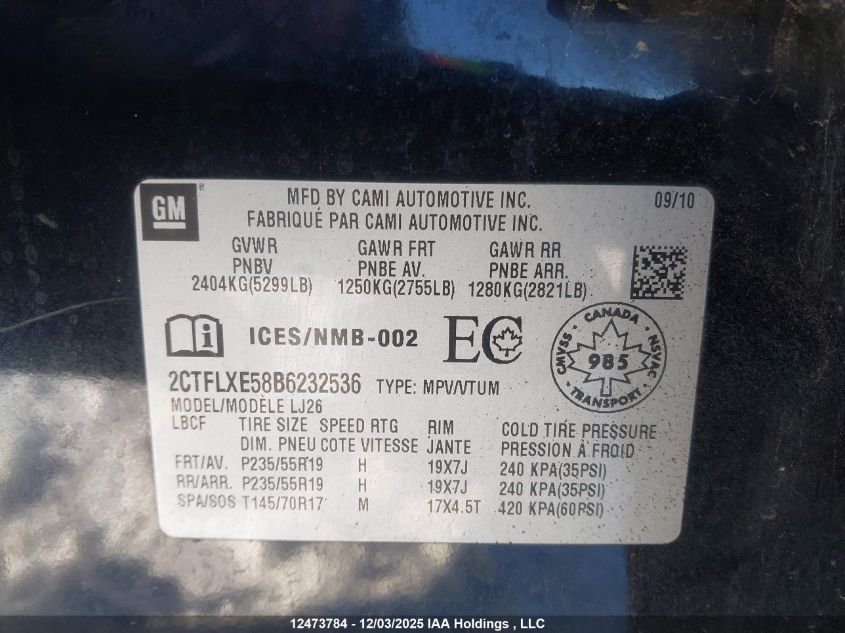 GM
MFD BY CAMI AUTOMOTIVE INC. 09/10
FABRIQUÉ PAR CAMI AUTOMOTIVE INC.
GVWR GAWR FRT GAWR RR
PNBV PNBE AV. PNBE ARR.
2404KG(5299LB) 1250KG(2755LB) 1280KG(2821LB)
i ICES/NMB-002 EC
CANADA
CMVSS 985 NSVAC
TRANSPORT
2CTFLXE58B6232536 TYPE: MPV/VTUM
MODEL/MODÈLE LJ26
LBCF TIRE SIZE SPEED RTG RIM COLD TIRE PRESSURE
DIM. PNEU COTE VITESSE JANTE PRESSION À FROID
FRT/AV. P235/55R19 H 19X7J 240 KPA(35PSI)
RR/ARR. P235/55R19 H 19X7J 240 KPA(35PSI)
SPA/SOS T145/70R17 M 17X4.5T 420 KPA(60PSI)
12473784 - 12/03/2025 IAA Holdings , LLC